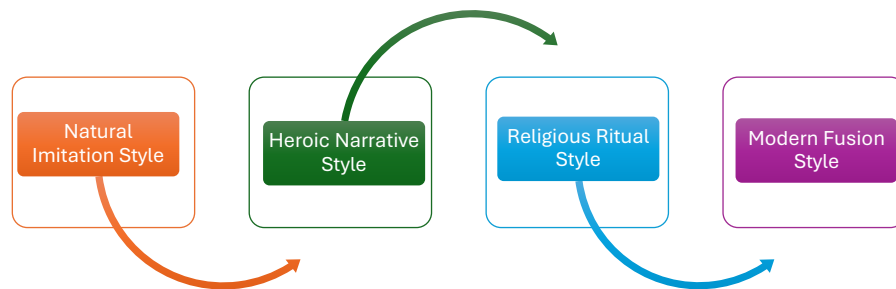 Natural
Imitation Style
Heroic Narrative
Style
Religious Ritual
Style
Modern Fusion
Style